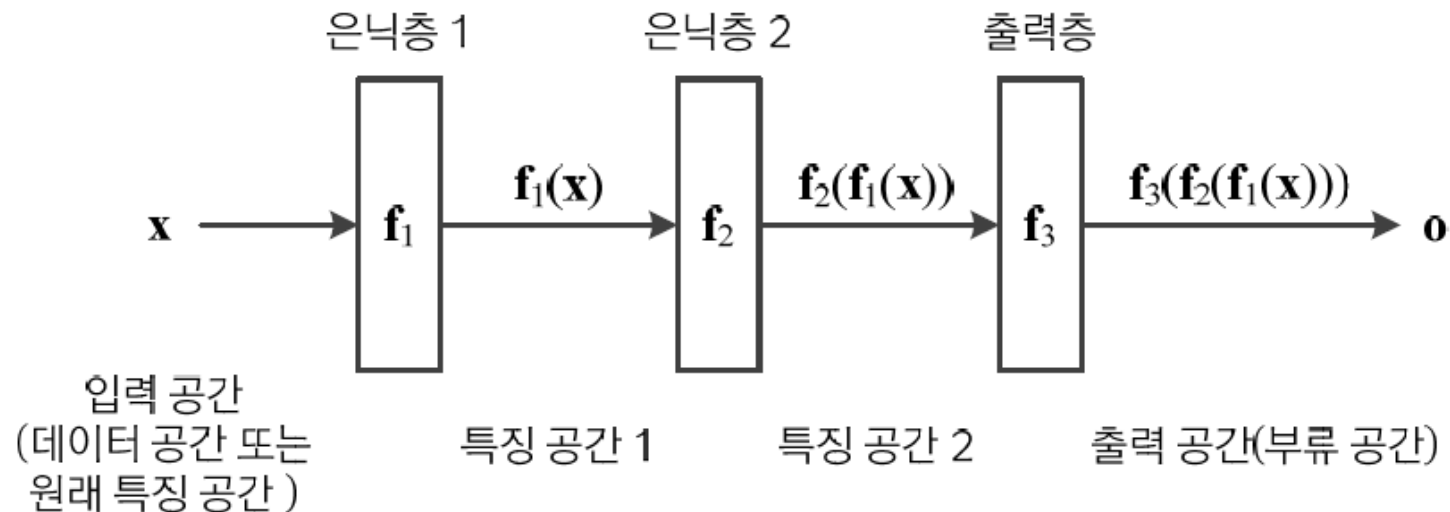 은닉층 1
은닉층 2
출력층
f₁(x)
f₂(f₁(x))
f₃(f₂(f₁(x)))
x
f₁
f₂
f₃
o
입력 공간
(데이터 공간 또는
원래 특징 공간 )
특징 공간 1
특징 공간 2
출력 공간(부류 공간)